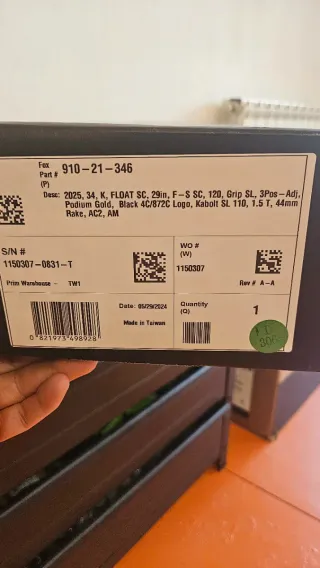 Fox
Part # 910-21-346
(P)
Desc: 2025, 34, K, FLOAT SC, 29in, F-S SC, 120, Grip SL, 3Pos-Adj,
Podium Gold, Black 4C/872C Logo, Kabolt SL 110, 1.5 T, 44mm
Rake, AC2, AM
S/N #
1150307-0831-T
WO #
(W)
1150307
Prim Warehouse - TW1
Rev # A-A
Date: 05/29/2024
Made in Taiwan
Quantity
(Q)
1
0 821973 498928